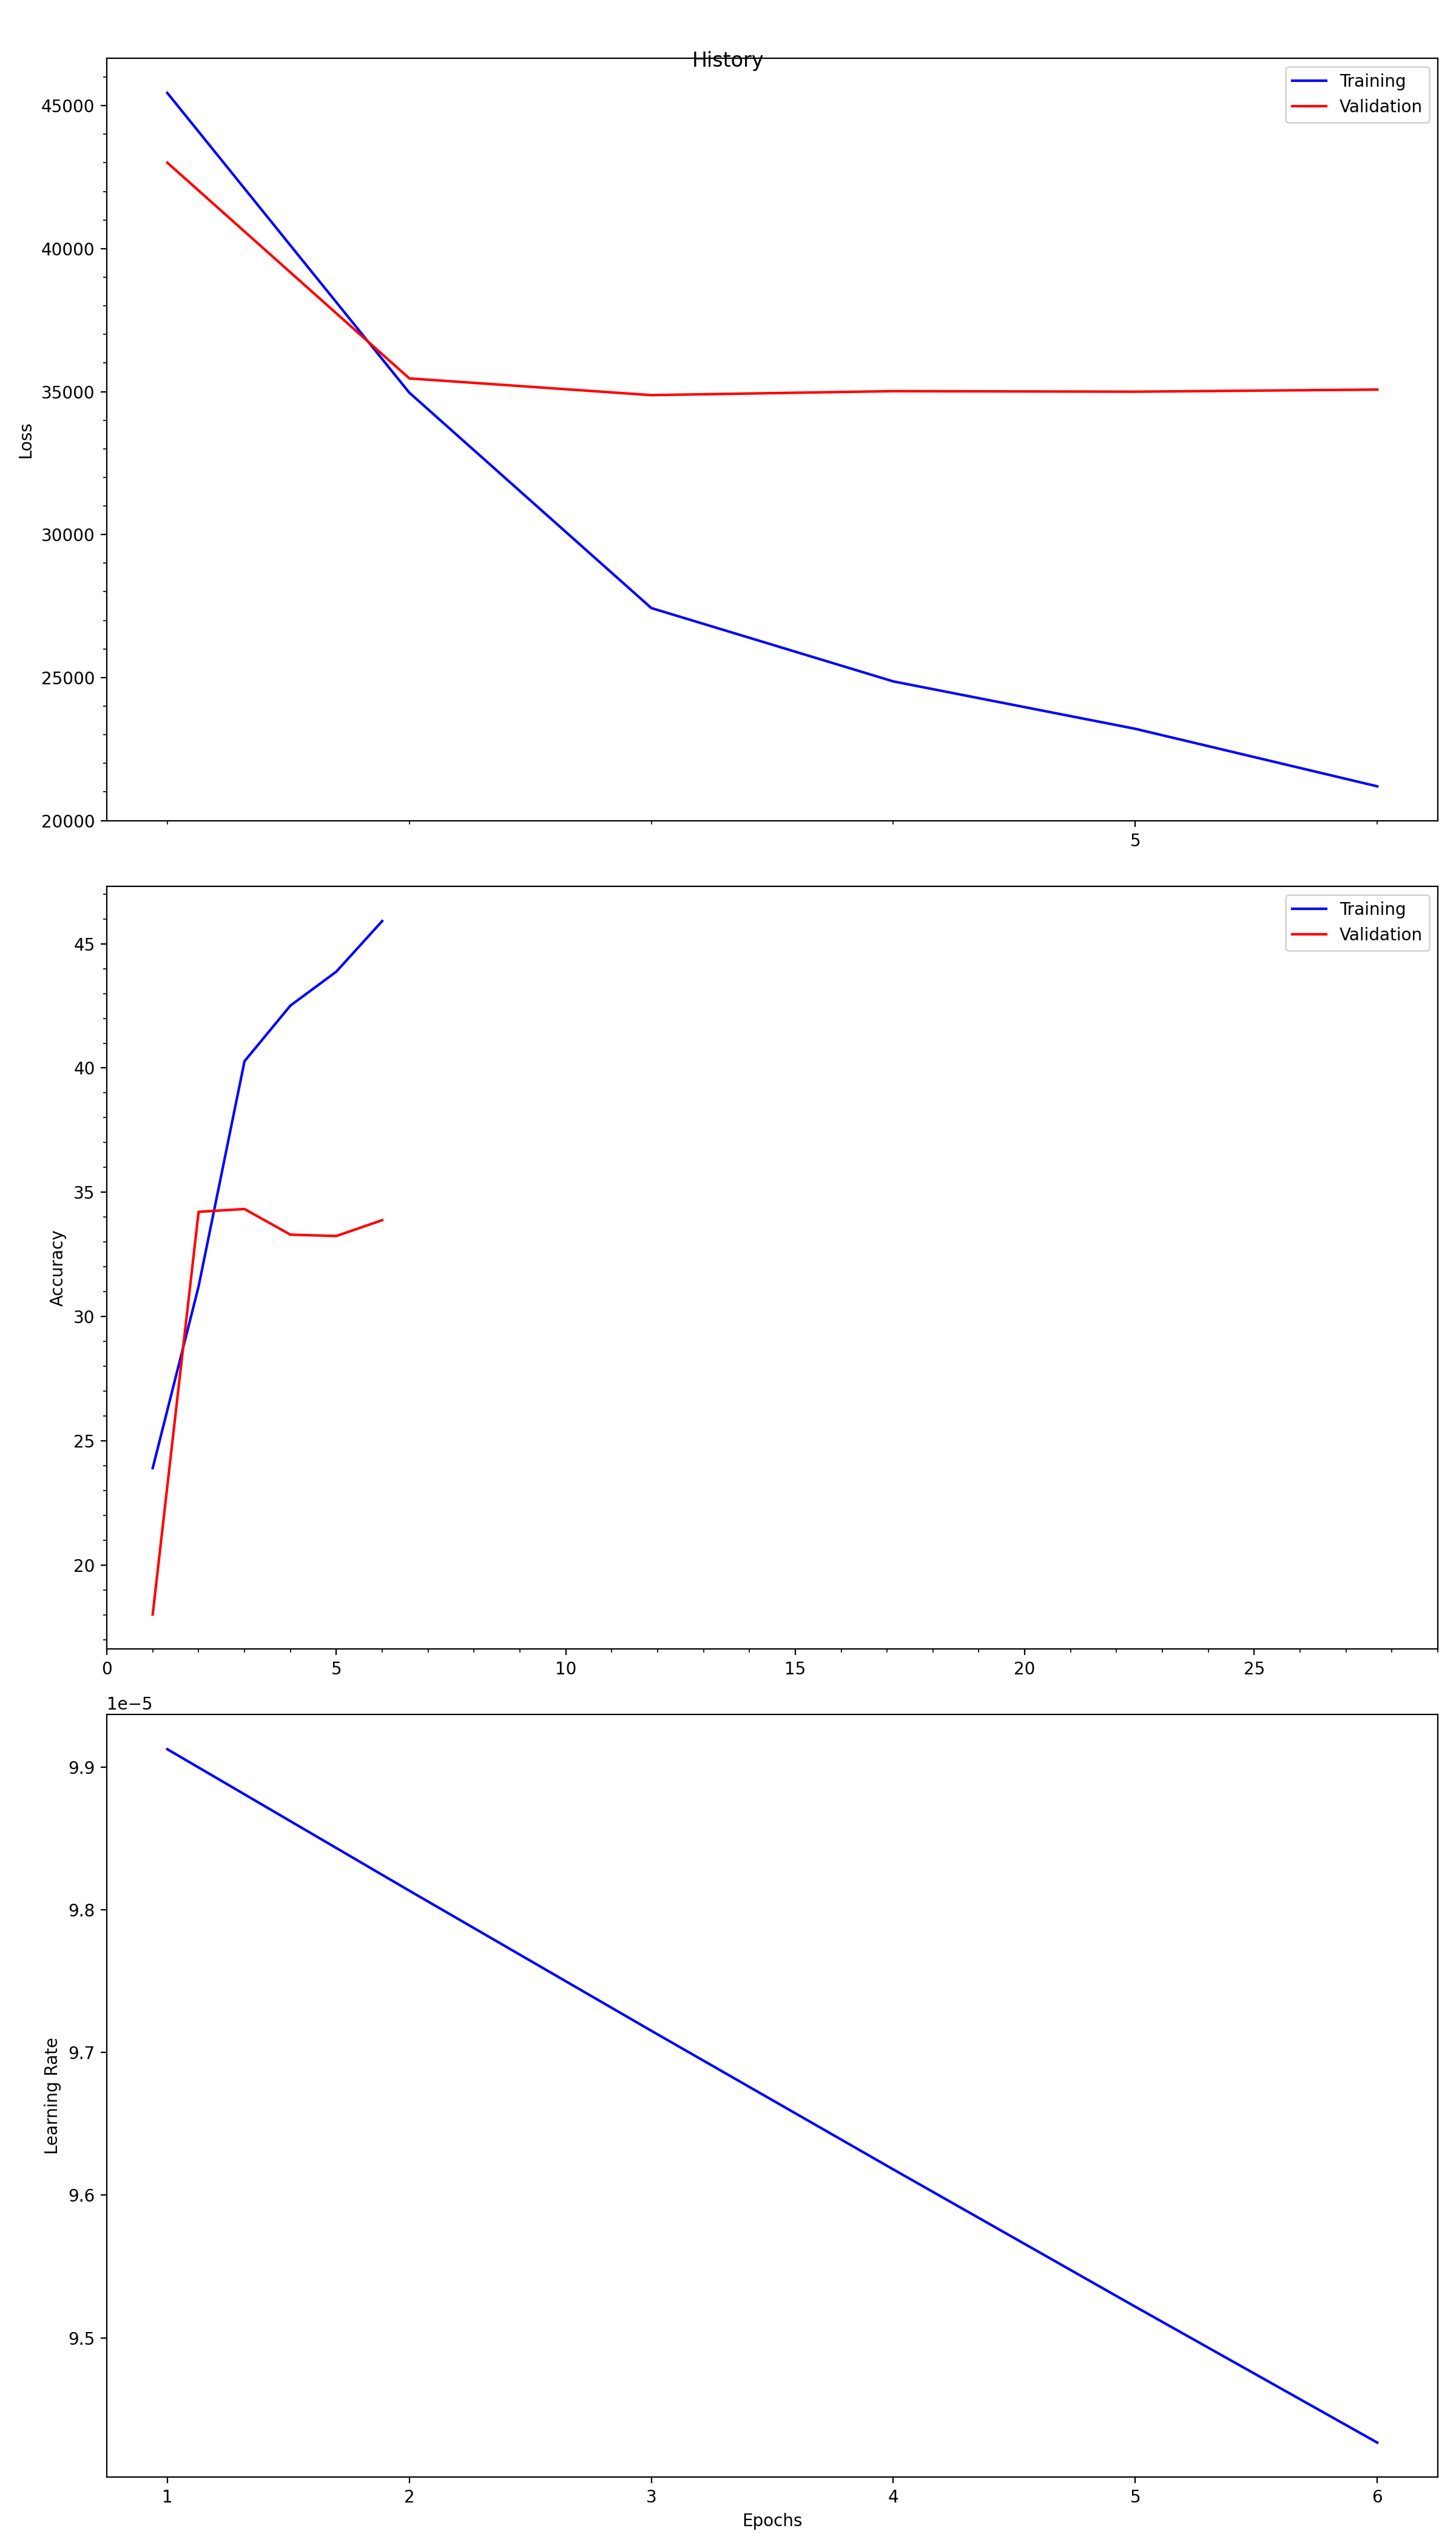 History
Training
Validation
45000
40000
35000
30000
25000
20000
Loss
5
Training
Validation
45
40
35
30
25
20
Accuracy
0 5 10 15 20 25
1e−5
9.9
9.8
9.7
9.6
9.5
Learning Rate
1 2 3 4 5 6
Epochs